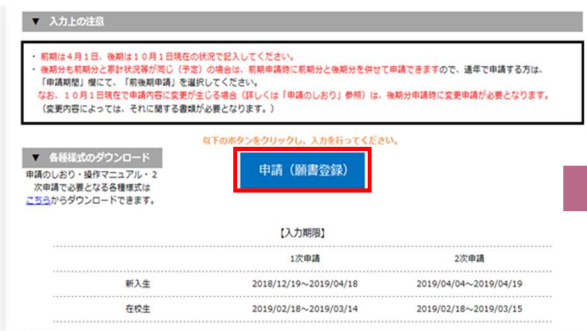 ▼ 入力上の注意
・ 前期は４月１日、後期は１０月１日現在の状況で記入してください。
・ 後期分も前期分と家計状況等が同じ（予定）の場合は、前期申請時に前期分と後期分を併せて申請できますので、通年で申請する方は、
「申請期間」欄にて、「前後期申請」を選択してください。
なお、１０月１日現在で申請内容に変更が生じる場合（詳しくは「申請のしおり」参照）は、後期分申請時に変更申請が必要となります。
（変更内容によっては、それに関する書類が必要となります。）
以下のボタンをクリックし、入力を行ってください。
▼ 各種様式のダウンロード
申請のしおり・操作マニュアル・２
次申請で必要となる各種様式は
こちらからダウンロードできます。
申請（願書登録）
【入力期限】
1次申請 2次申請
新入生 2018/12/19～2019/04/18 2019/04/04～2019/04/19
在校生 2019/02/18～2019/03/14 2019/02/18～2019/03/15